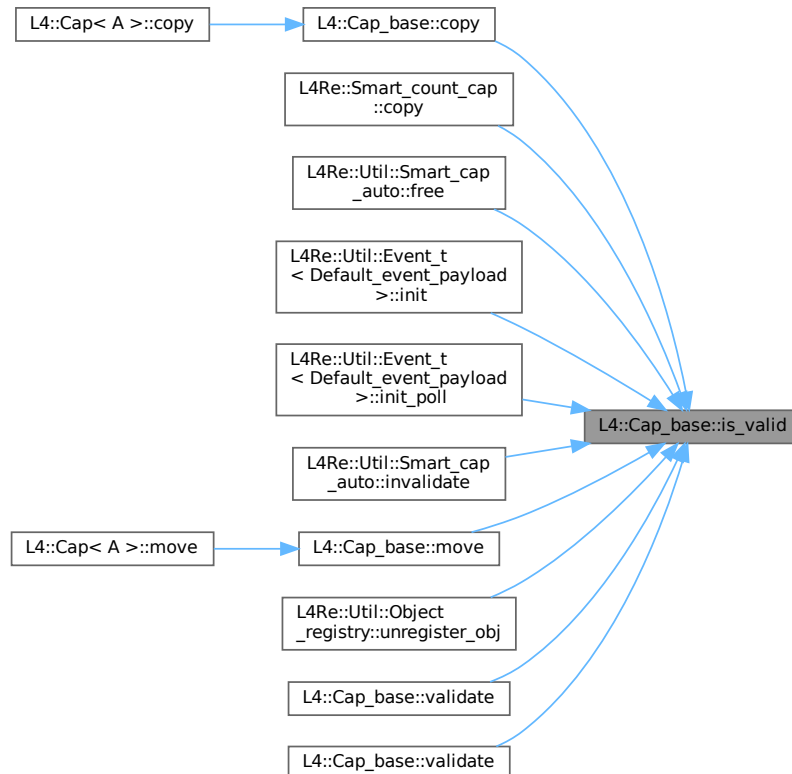 L4::Cap< A >::copy
L4::Cap_base::copy
L4Re::Smart_count_cap
::copy
L4Re::Util::Smart_cap
_auto::free
L4Re::Util::Event_t
< Default_event_payload
>::init
L4Re::Util::Event_t
< Default_event_payload
>::init_poll
L4::Cap_base::is_valid
L4Re::Util::Smart_cap
_auto::invalidate
L4::Cap< A >::move
L4::Cap_base::move
L4Re::Util::Object
_registry::unregister_obj
L4::Cap_base::validate
L4::Cap_base::validate